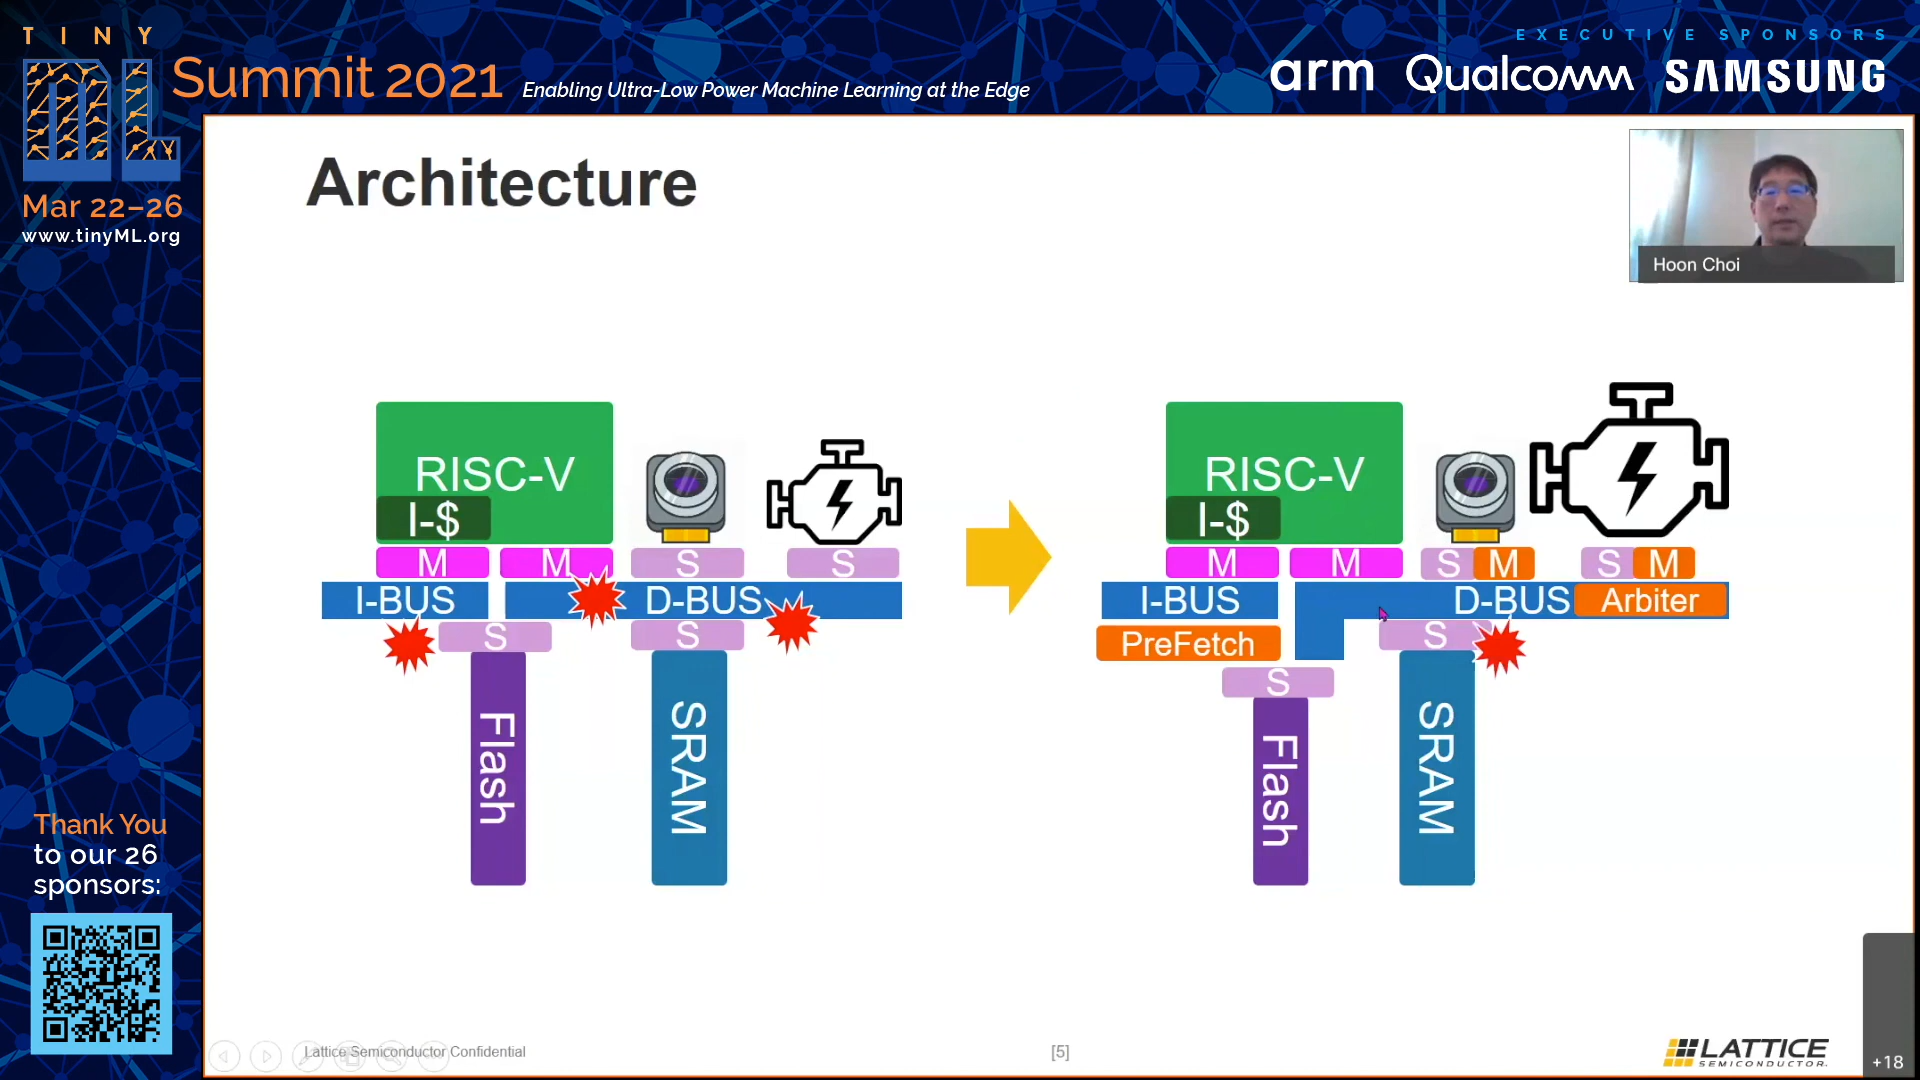 TINY
ML
Summit 2021
Enabling Ultra-Low Power Machine Learning at the Edge
EXECUTIVE SPONSORS
arm
Qualcomm
SAMSUNG
Mar 22–26
www.tinyML.org
Architecture
Hoon Choi
RISC-V
I-$
M
M
S
S
I-BUS
D-BUS
S
S
Flash
SRAM
RISC-V
I-$
M
M
S
M
S
M
I-BUS
D-BUS
Arbiter
PreFetch
S
S
Flash
SRAM
Thank You
to our 26
sponsors:
Lattice Semiconductor Confidential
[5]
LATTICE
SEMICONDUCTOR.
+18